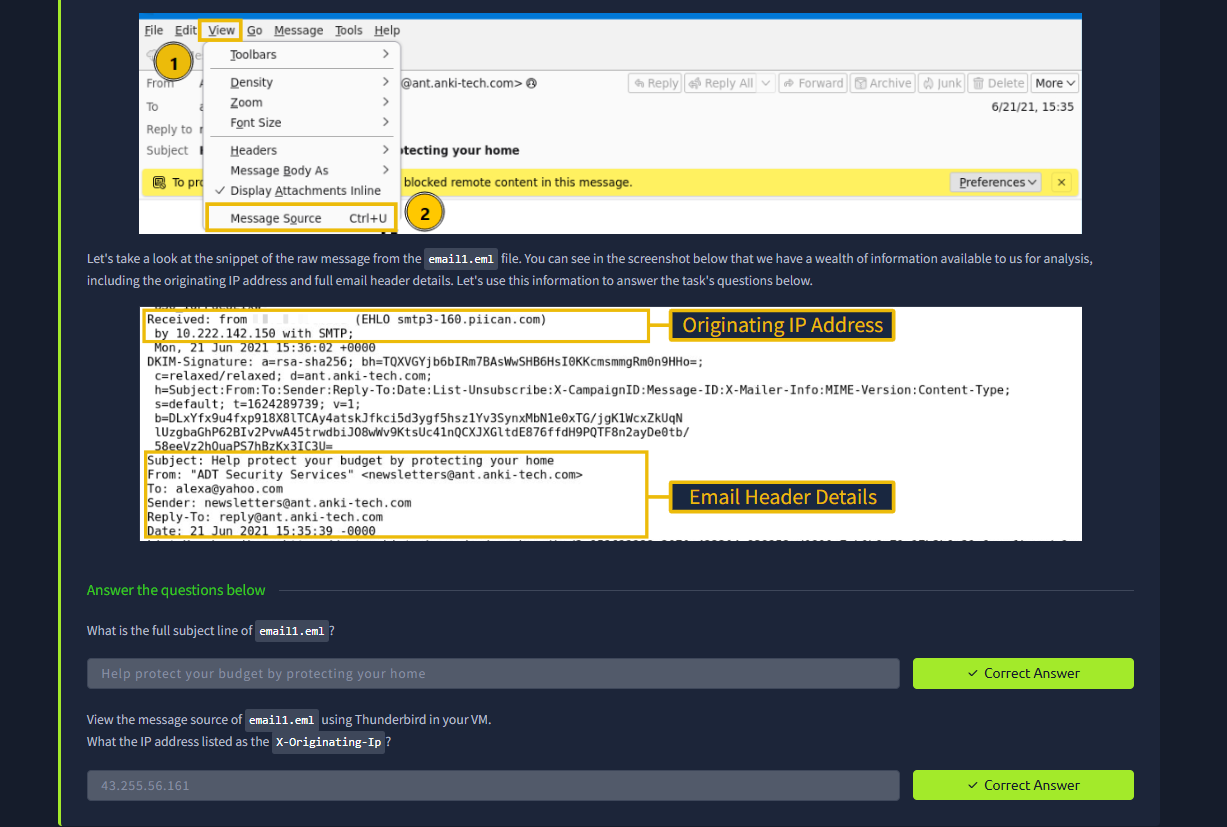 File Edit View Go Message Tools Help
1
Toolbars
From
@ant.anki-tech.com>
Reply Reply All Forward Archive Junk Delete More
Density
To
Zoom
6/21/21, 15:35
Reply to
Font Size
Subject
tecting your home
Headers
Message Body As
To pro
blocked remote content in this message.
Preferences
Display Attachments Inline
Message Source Ctrl+U
2
Let's take a look at the snippet of the raw message from the email1.eml file. You can see in the screenshot below that we have a wealth of information available to us for analysis,
including the originating IP address and full email header details. Let's use this information to answer the task's questions below.
Received: from (EHLO smtp3-160.piican.com)
by 10.222.142.150 with SMTP;
Originating IP Address
Mon, 21 Jun 2021 15:36:02 +0000
DKIM-Signature: a=rsa-sha256; bh=TQXVGYjb6bIRm7BAsWwSHB6HsI0KKcmsmmgRm0n9HHo=;
c=relaxed/relaxed; d=ant.anki-tech.com;
h=Subject:From:To:Sender:Reply-To:Date:List-Unsubscribe:X-CampaignID:Message-ID:X-Mailer-Info:MIME-Version:Content-Type;
s=default; t=1624289739; v=1;
b=DLxYfx9u4fxp918X8lTCAy4atskJfkci5d3ygf5hsz1Yv3SynxMbN1e0xTG/jgK1WcxZkUqN
lUzgbaGhP62BIv2PvwA45trwdbiJO8wWv9KtsUc41nQCXJXGltdE876ffdH9PQTF8n2ayDe0tb/
58eeVz2hOuaPS7hBzKx3IC3U=
Subject: Help protect your budget by protecting your home
From: "ADT Security Services" <newsletters@ant.anki-tech.com>
To: alexa@yahoo.com
Email Header Details
Sender: newsletters@ant.anki-tech.com
Reply-To: reply@ant.anki-tech.com
Date: 21 Jun 2021 15:35:39 -0000
Answer the questions below
What is the full subject line of email1.eml?
Help protect your budget by protecting your home
✓ Correct Answer
View the message source of email1.eml using Thunderbird in your VM.
What the IP address listed as the X-Originating-Ip?
43.255.56.161
✓ Correct Answer